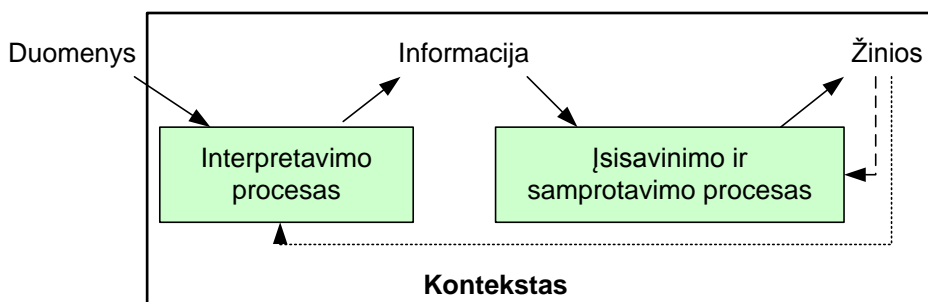 Duomenys
Informacija
Žinios
Interpretavimo
procesas
Įsisavinimo ir
samprotavimo procesas
Kontekstas